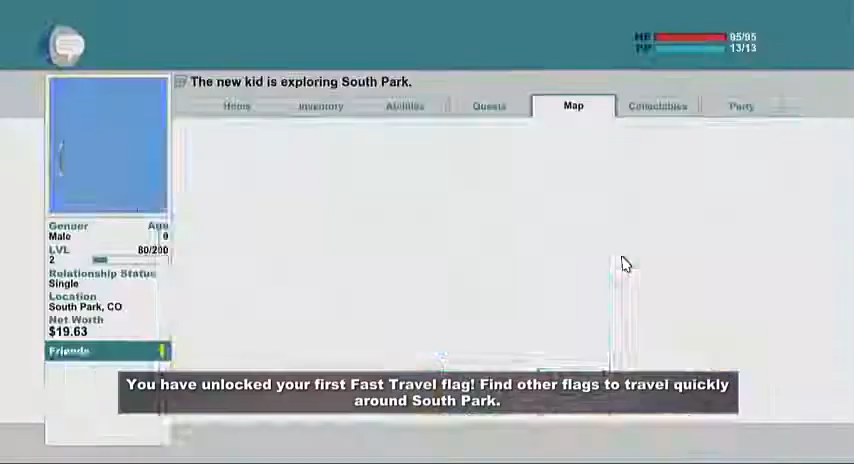 HP 95/95
PP 13/13
The new kid is exploring South Park.
Home Inventory Abilities Quests Map Collectables Party
Gender Age
Male 9
LVL 80/200
2
Relationship Status
Single
Location
South Park, CO
Net Worth
$19.63
Friends
You have unlocked your first Fast Travel flag! Find other flags to travel quickly
around South Park.